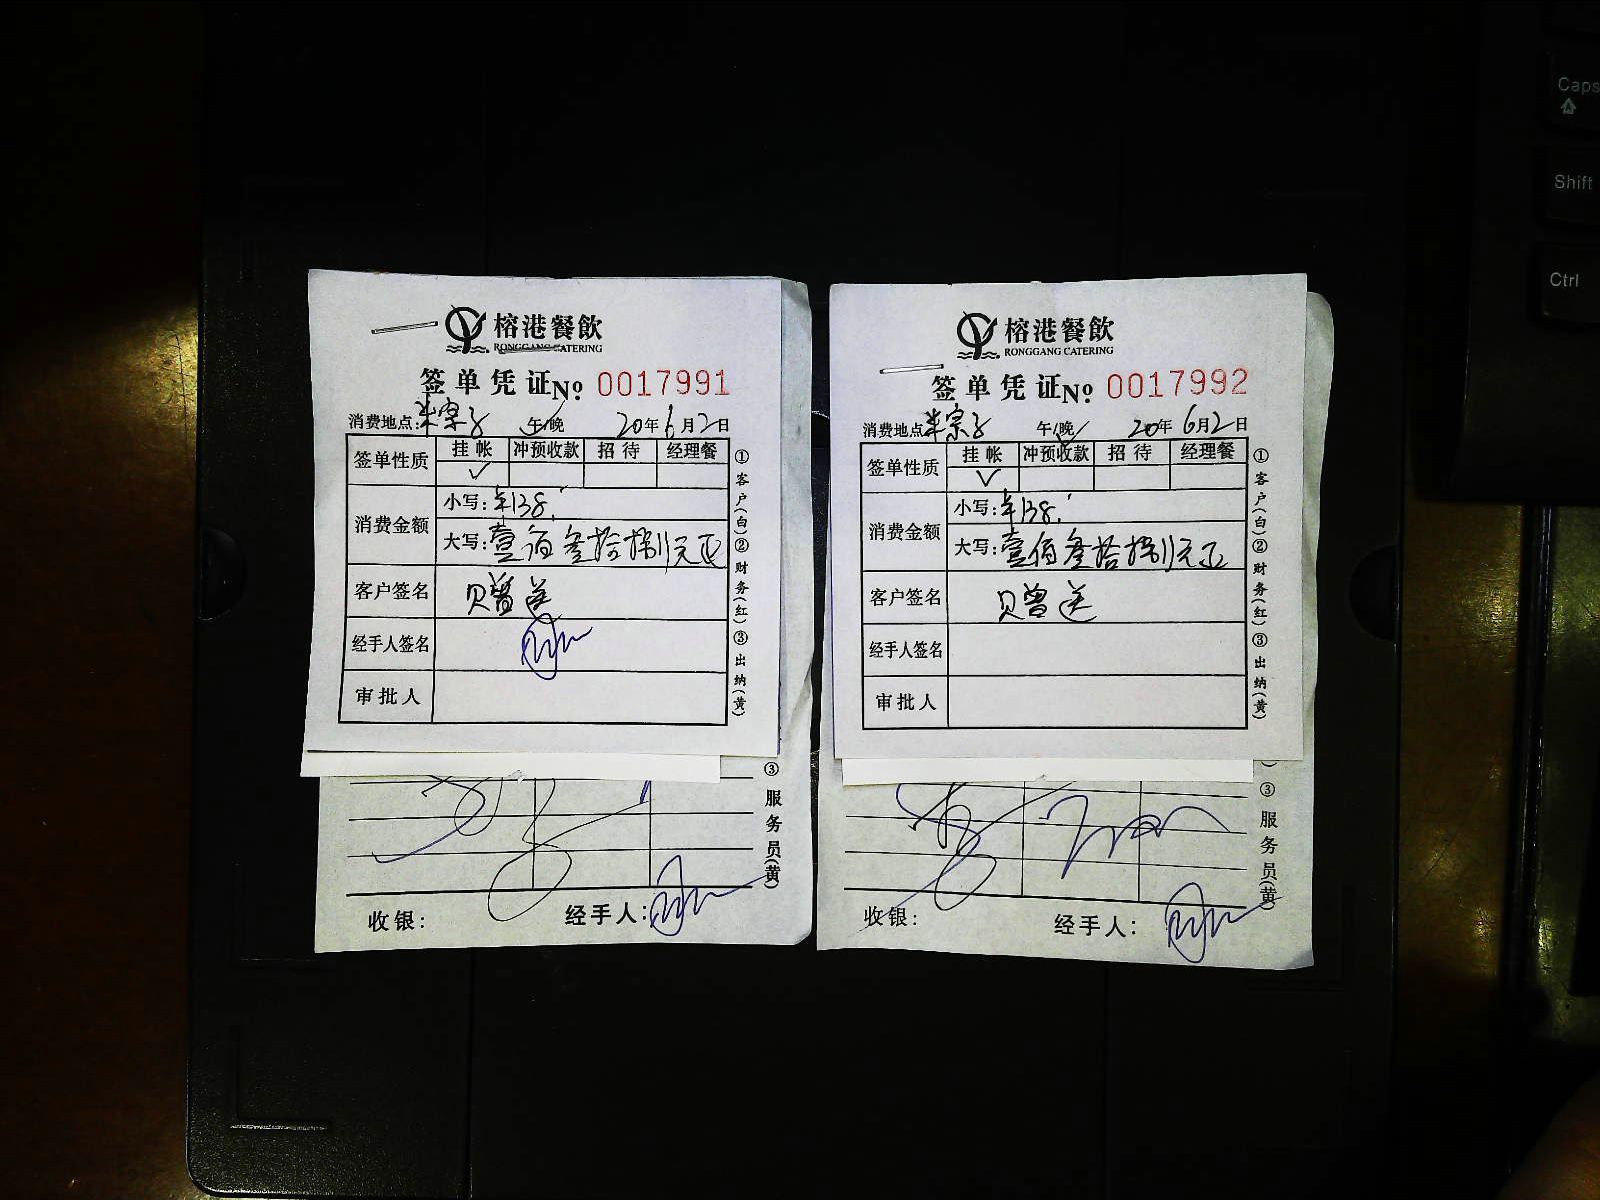 榕港餐飲
RONGGANG CATERING
签单凭证No 0017991
消费地点: 午/晚 20年6月2日
签单性质 挂帐 冲预收款 招待 经理餐
✓
消费金额 小写:¥138.
大写:壹佰叁拾捌元正
客户签名 贝曾送
经手人签名
审批人
①客户(白)②财务(红)③出纳(黄)
③服务员(黄)
收银: 经手人:
榕港餐飲
RONGGANG CATERING
签单凭证No 0017992
消费地点 午/晚 20年6月2日
签单性质 挂帐 冲预收款 招待 经理餐
✓
消费金额 小写:¥138.
大写:壹佰叁拾捌元正
客户签名 贝曾送
经手人签名
审批人
①客户(白)②财务(红)③出纳(黄)
③服务员(黄)
收银: 经手人:
Caps
Shift
Ctrl